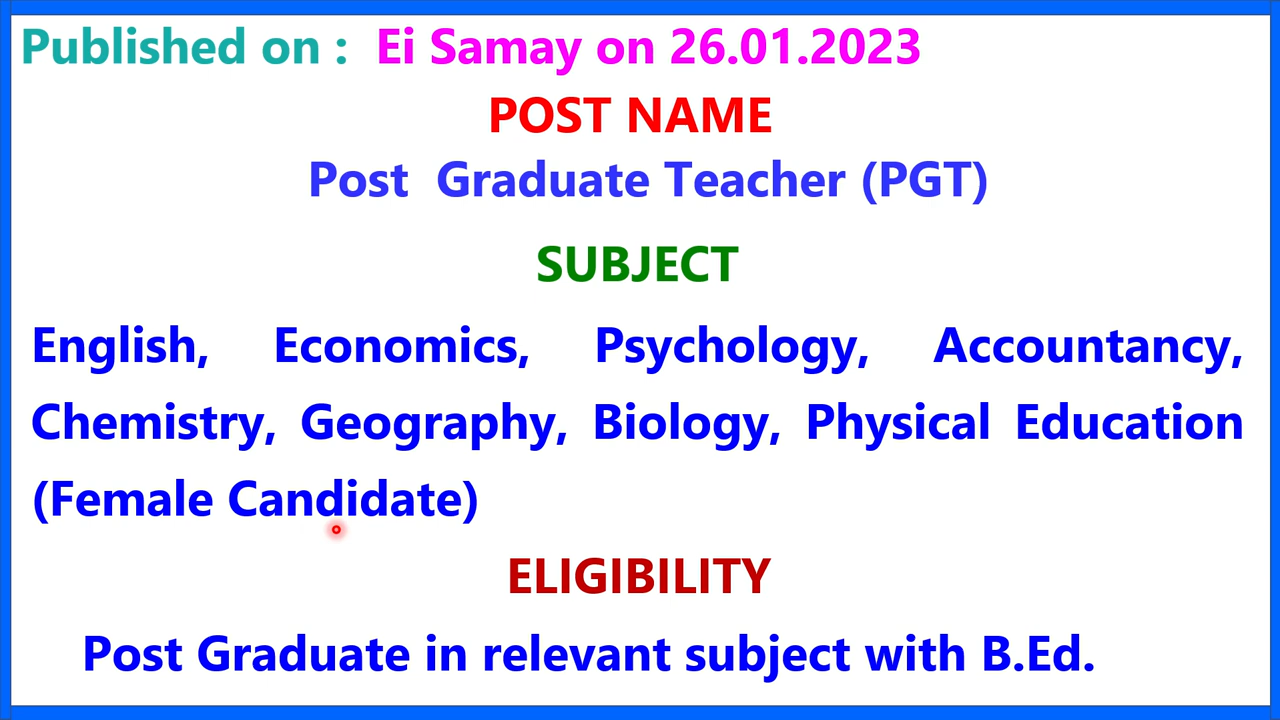 Published on : Ei Samay on 26.01.2023
POST NAME
Post Graduate Teacher (PGT)
SUBJECT
English, Economics, Psychology, Accountancy,
Chemistry, Geography, Biology, Physical Education
(Female Candidate)
ELIGIBILITY
Post Graduate in relevant subject with B.Ed.